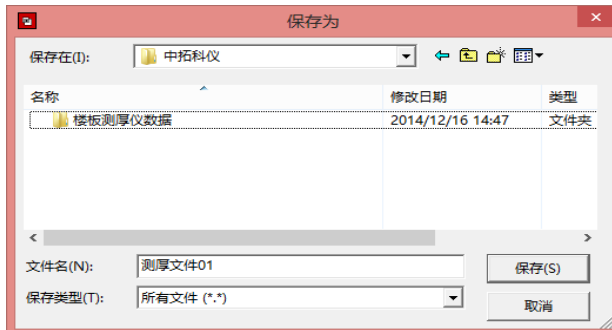 保存为
保存在(I): 中拓科仪
名称 修改日期 类型
楼板测厚仪数据 2014/12/16 14:47 文件夹
文件名(N): 测厚文件01 保存(S)
保存类型(T): 所有文件 (*.*) 取消